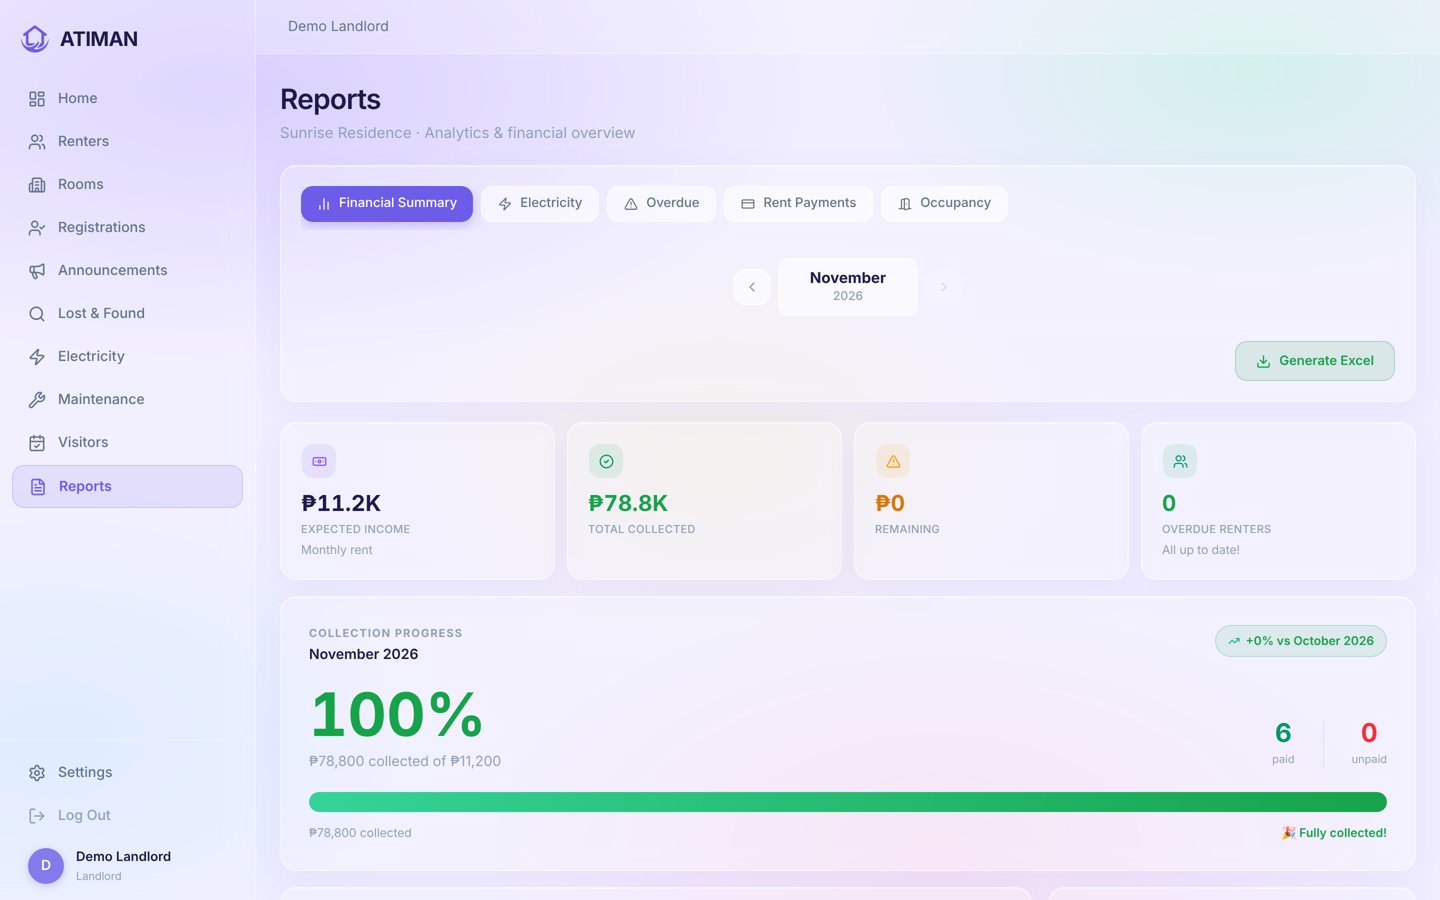 ATIMAN
Home
Renters
Rooms
Registrations
Announcements
Lost & Found
Electricity
Maintenance
Visitors
Reports
Settings
Log Out
D
Demo Landlord
Landlord
Demo Landlord
Reports
Sunrise Residence · Analytics & financial overview
Financial Summary
Electricity
Overdue
Rent Payments
Occupancy
November
2026
Generate Excel
₱11.2K
EXPECTED INCOME
Monthly rent
₱78.8K
TOTAL COLLECTED
₱0
REMAINING
0
OVERDUE RENTERS
All up to date!
COLLECTION PROGRESS
November 2026
+0% vs October 2026
100%
₱78,800 collected of ₱11,200
6
paid
0
unpaid
₱78,800 collected
🎉 Fully collected!